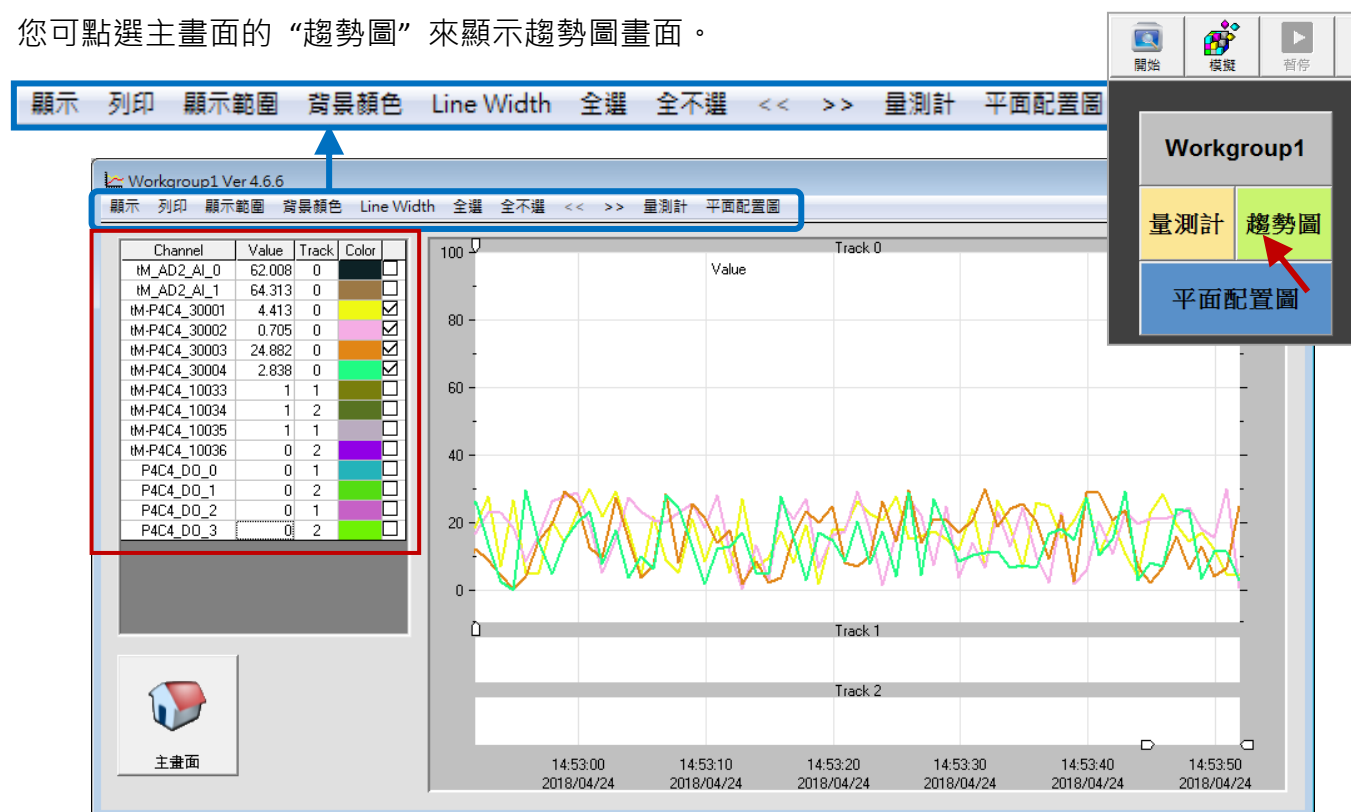 您可點選主畫面的 “趨勢圖” 來顯示趨勢圖畫面。
開始 模擬 暫停
顯示 列印 顯示範圍 背景顏色 Line Width 全選 全不選 << >> 量測計 平面配置圖
Workgroup1
量測計 趨勢圖
平面配置圖
Workgroup1 Ver 4.6.6
顯示 列印 顯示範圍 背景顏色 Line Width 全選 全不選 << >> 量測計 平面配置圖
Channel Value Track Color
tM_AD2_AI_0 62.008 0
tM_AD2_AI_1 64.313 0
tM-P4C4_30001 4.413 0
tM-P4C4_30002 0.705 0
tM-P4C4_30003 24.882 0
tM-P4C4_30004 2.838 0
tM-P4C4_10033 1 1
tM-P4C4_10034 1 2
tM-P4C4_10035 1 1
tM-P4C4_10036 0 2
P4C4_DO_0 0 1
P4C4_DO_1 0 2
P4C4_DO_2 0 1
P4C4_DO_3 0 2
主畫面
Track 0
Value
100
80
60
40
20
0
Track 1
Track 2
14:53:00 14:53:10 14:53:20 14:53:30 14:53:40 14:53:50
2018/04/24 2018/04/24 2018/04/24 2018/04/24 2018/04/24 2018/04/24